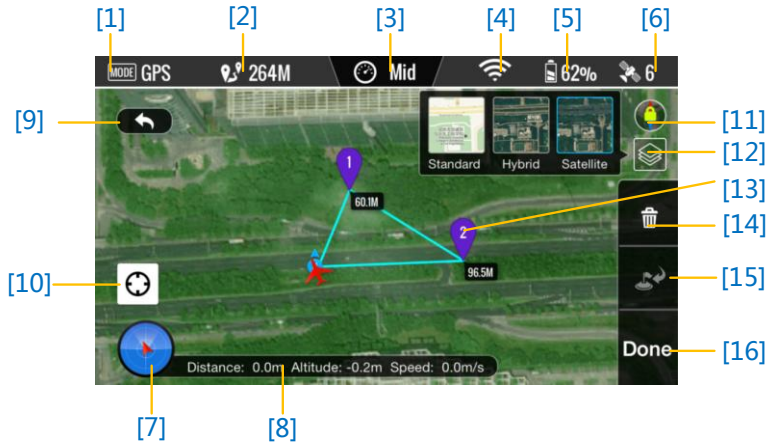 [1] [2] [3] [4] [5] [6]
MODE GPS 264M Mid 62% 6
[9]
[11]
Standard Hybrid Satellite
[12]
1
[13]
60.1M
[14]
2
96.5M
[10]
[15]
Done
[16]
Distance: 0.0m Altitude: -0.2m Speed: 0.0m/s
[7] [8]